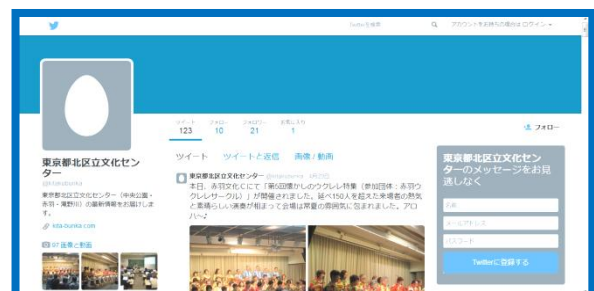 Twitterを検索
アカウントをお持ちの場合は ログイン
ツイート フォロー フォロワー お気に入り
123 10 21 1
フォロー
東京都北区立文化セン
ター
@kitakubunka
東京都北区立文化センター(中央公園・
赤羽・滝野川)の最新情報をお届けしま
す。
kita-bunka.com
97 画像と動画
ツイート ツイートと返信 画像 / 動画
東京都北区立文化センター
本日、赤羽文化にて「第5回懐かしのウクレレ特集(参加団体:赤羽ウ
クレレサークル)」が開催されました。延べ150人を超えた来場者の熱気
と素晴らしい演奏が相まって会場は常夏の雰囲気に包まれました。アロ
ハ～♪
東京都北区立文化セン
ターのメッセージをお見
逃しなく
名前
メールアドレス
パスワード
Twitterに登録する